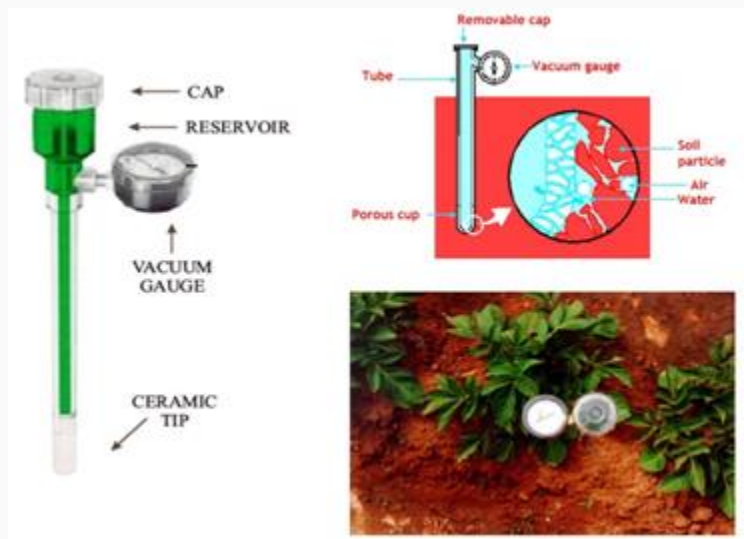 CAP
RESERVOIR
VACUUM
GAUGE
CERAMIC
TIP
Removable cap
Tube
Vacuum gauge
Soil
particle
Air
Water
Porous cup